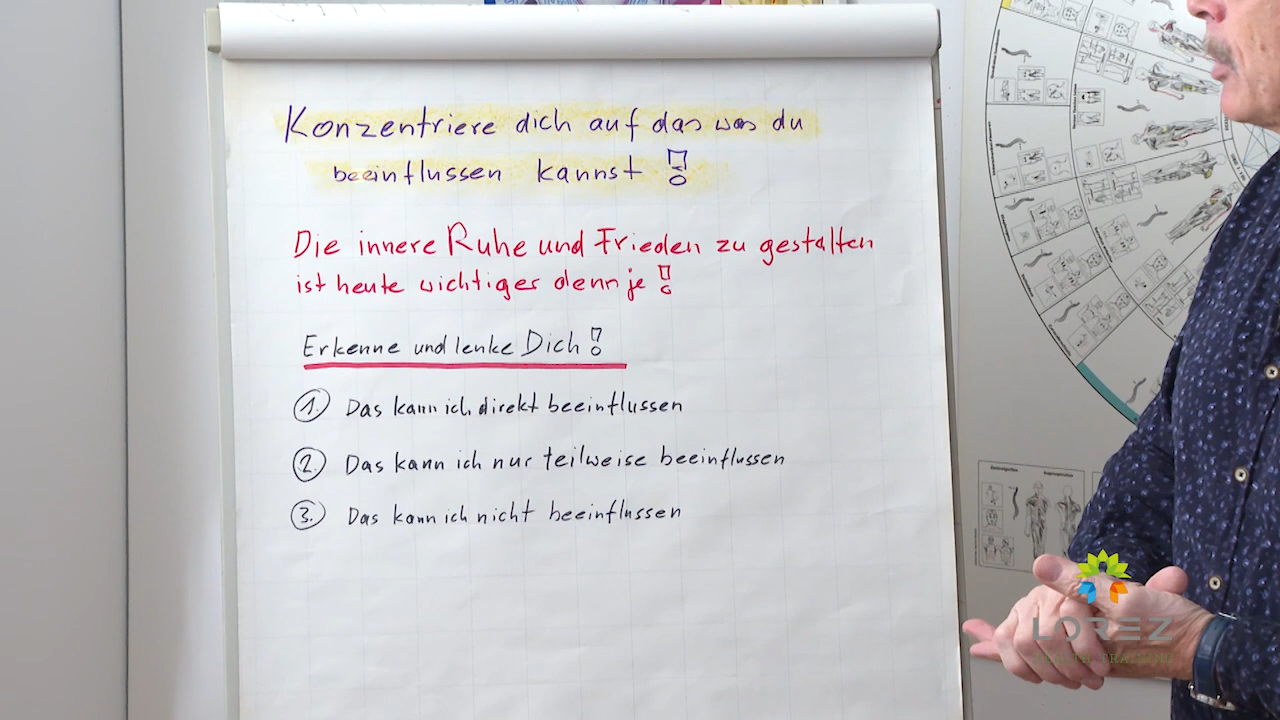 Konzentriere dich auf das was du
beeinflussen kannst !
Die innere Ruhe und Frieden zu gestalten
ist heute wichtiger denn je !
Erkenne und lenke Dich !
1. Das kann ich direkt beeinflussen
2. Das kann ich nur teilweise beeinflussen
3. Das kann ich nicht beeinflussen
LOREZ
HEALTH TRAINING